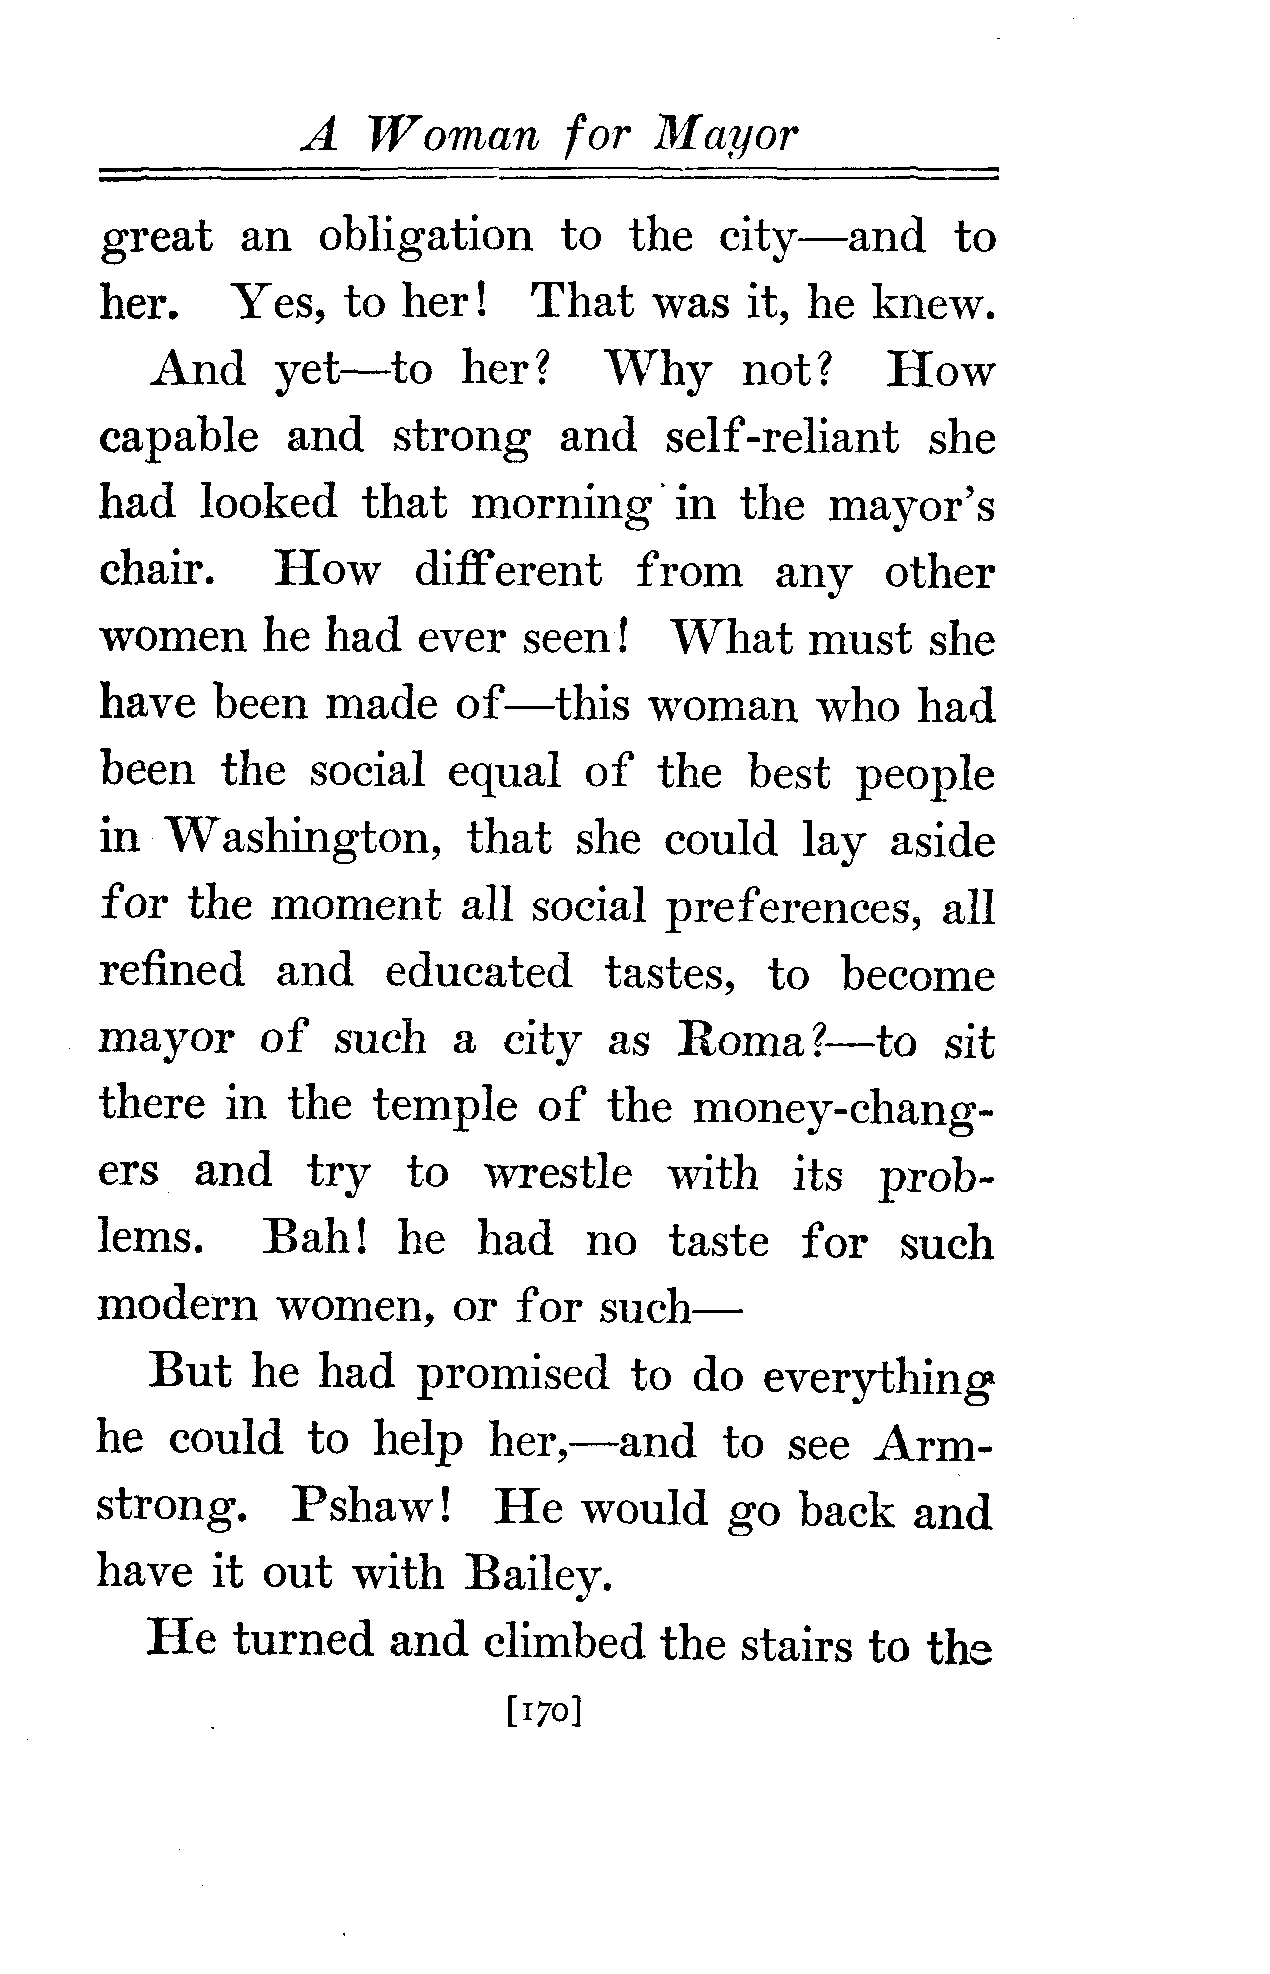 A Woman for Mayor
great an obligation to the city—and to
her. Yes, to her! That was it, he knew.
And yet—to her? Why not? How
capable and strong and self-reliant she
had looked that morning in the mayor's
chair. How different from any other
women he had ever seen! What must she
have been made of—this woman who had
been the social equal of the best people
in Washington, that she could lay aside
for the moment all social preferences, all
refined and educated tastes, to become
mayor of such a city as Roma?—to sit
there in the temple of the money-chang-
ers and try to wrestle with its prob-
lems. Bah! he had no taste for such
modern women, or for such—
But he had promised to do everything
he could to help her,—and to see Arm-
strong. Pshaw! He would go back and
have it out with Bailey.
He turned and climbed the stairs to the
[170]